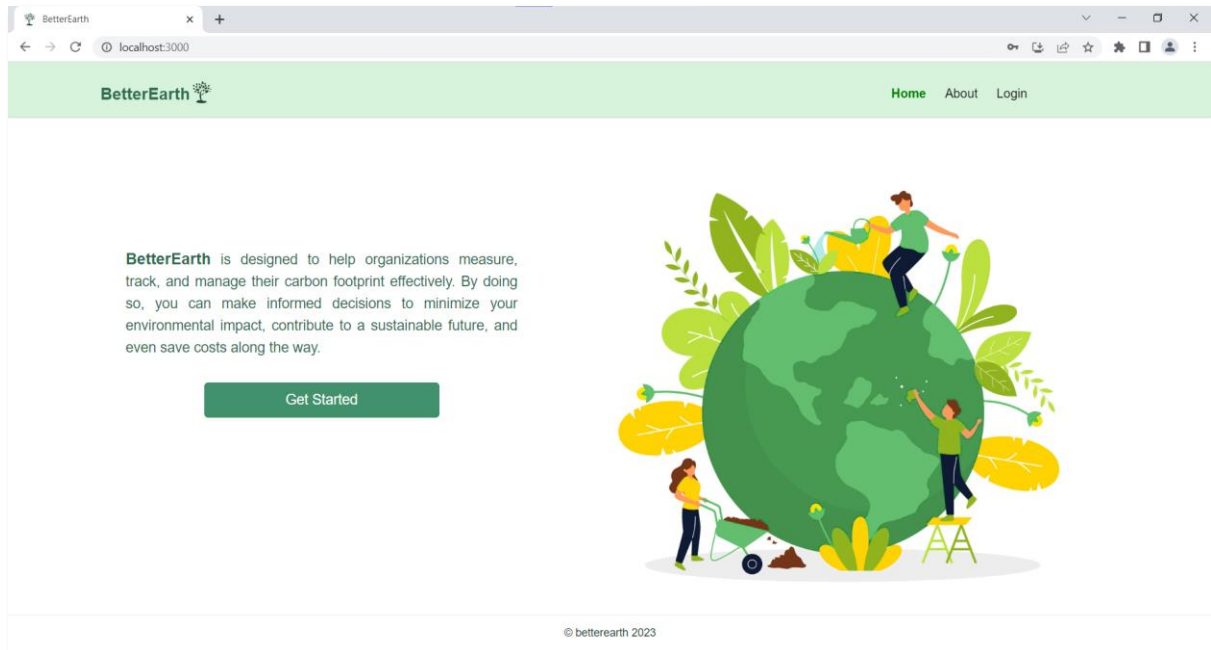 BetterEarth
localhost:3000
BetterEarth
Home About Login
BetterEarth is designed to help organizations measure,
track, and manage their carbon footprint effectively. By doing
so, you can make informed decisions to minimize your
environmental impact, contribute to a sustainable future, and
even save costs along the way.
Get Started
© betterearth 2023